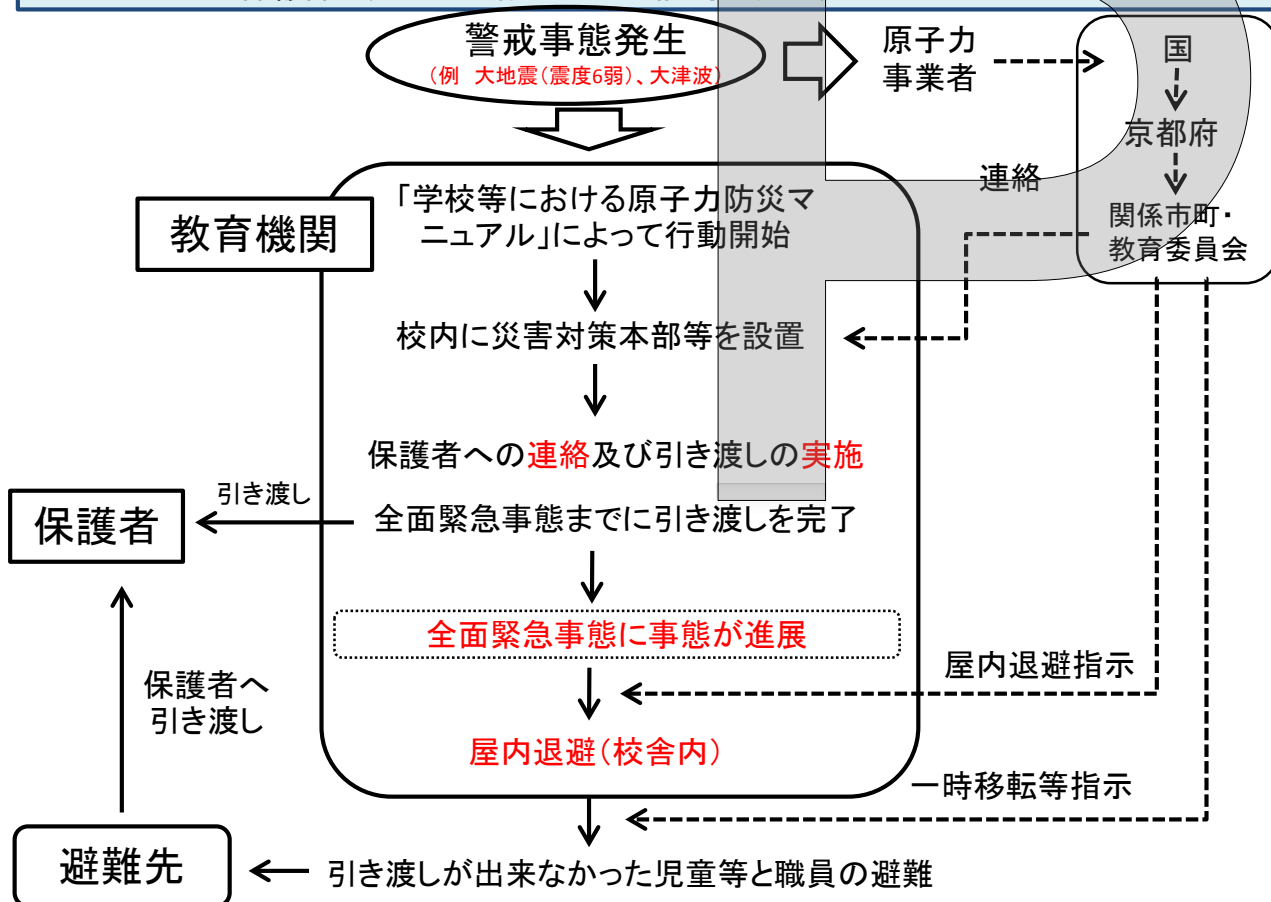 警戒事態発生
(例 大地震(震度6弱)、大津波)
原子力
事業者
国
京都府
関係市町・
教育委員会
連絡
教育機関
「学校等における原子力防災マ
ニュアル」によって行動開始
校内に災害対策本部等を設置
保護者への連絡及び引き渡しの実施
引き渡し
保護者
全面緊急事態までに引き渡しを完了
全面緊急事態に事態が進展
屋内退避指示
保護者へ
引き渡し
屋内退避(校舎内)
一時移転等指示
避難先
引き渡しが出来なかった児童等と職員の避難